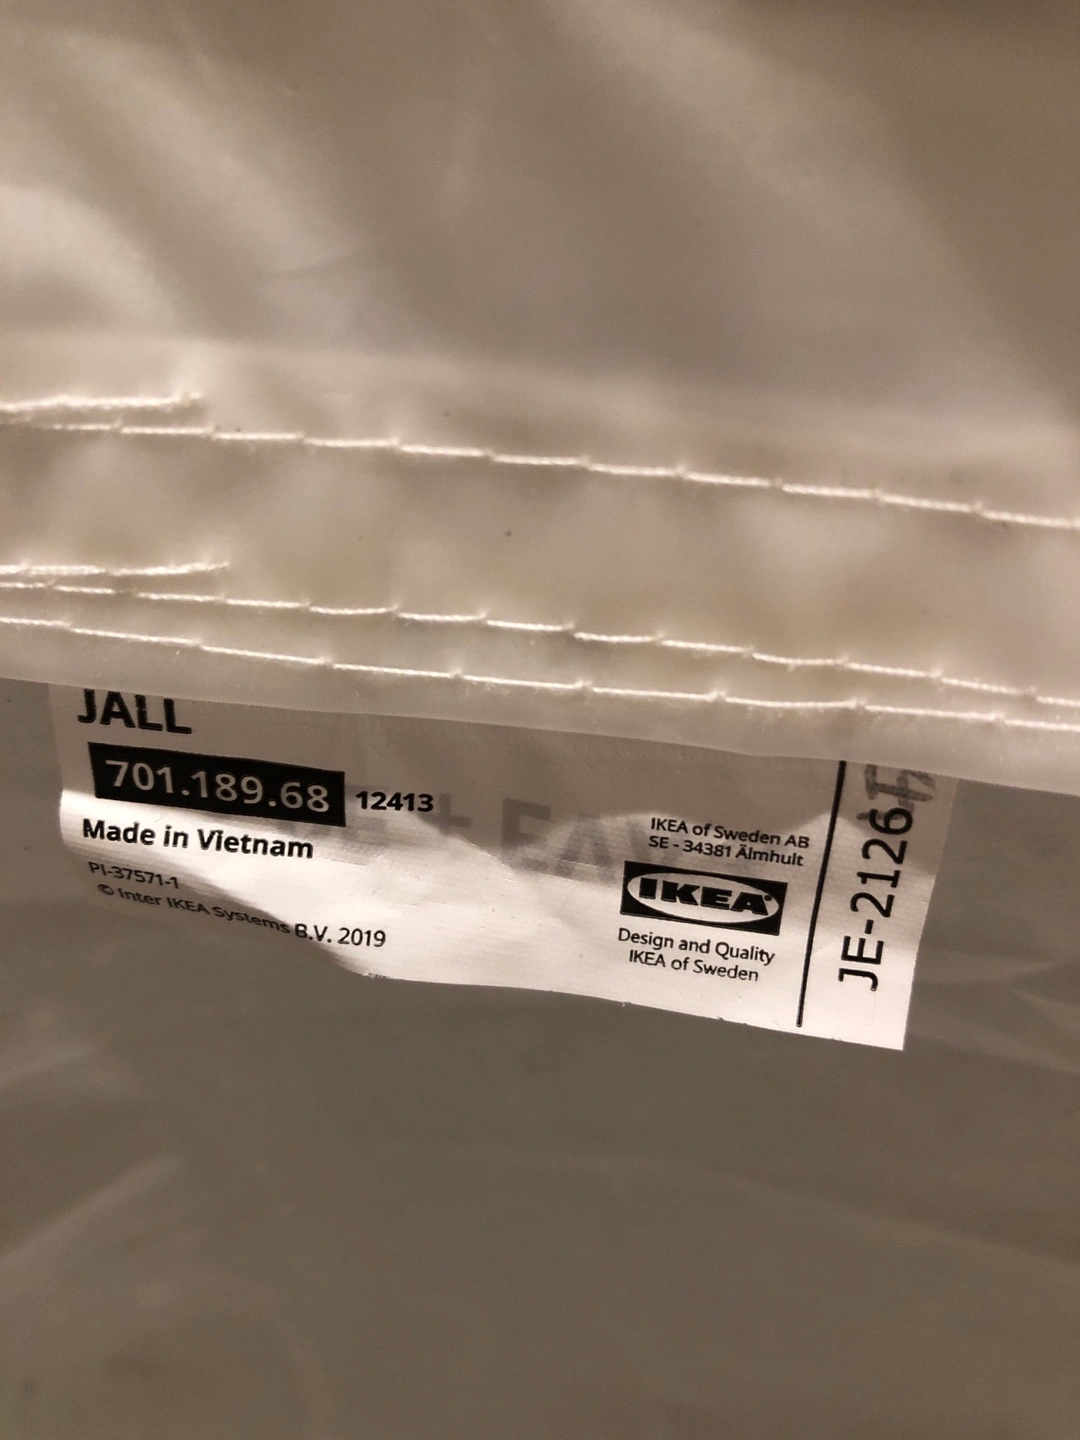 JALL
701.189.68 12413
Made in Vietnam
PI-37571-1
© Inter IKEA Systems B.V. 2019
IKEA of Sweden AB
SE - 34381 Älmhult
IKEA
Design and Quality
IKEA of Sweden
JE-2126